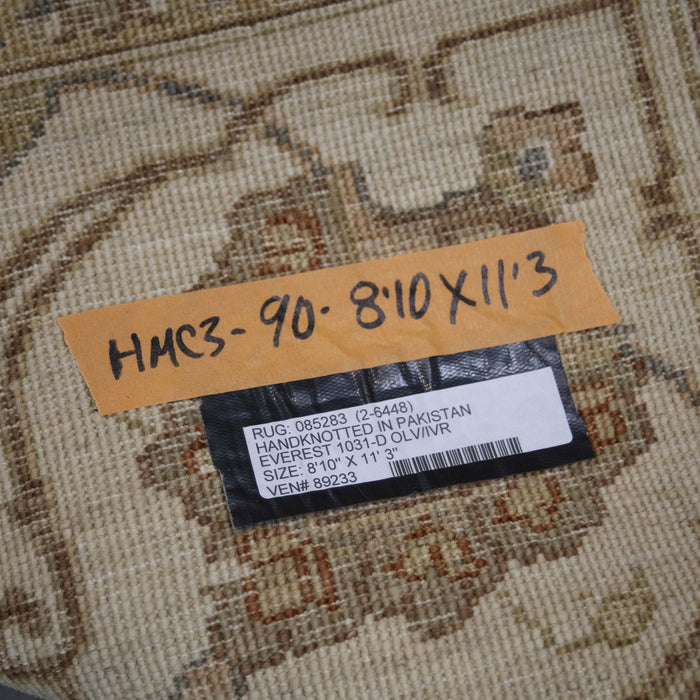 HMC3-90-8'10X11'3
RUG: 085283 (2-6448)
HANDKNOTTED IN PAKISTAN
EVEREST 1031-D OLV/IVR
SIZE: 8'10" X 11' 3"
VEN# 89233